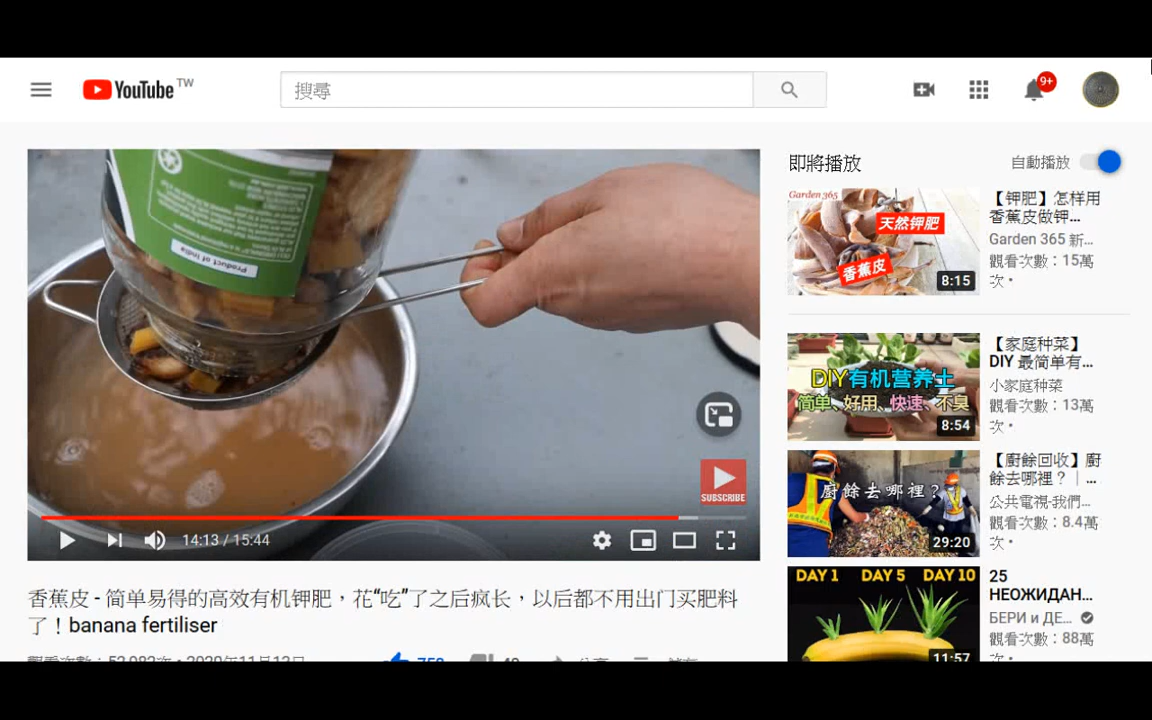 YouTube TW
搜尋
9+
Product of India
SUBSCRIBE
14:13 / 15:44
香蕉皮 - 简单易得的高效有机钾肥，花“吃”了之后疯长，以后都不用出门买肥料
了！banana fertiliser
即將播放
自動播放
Garden 365
天然钾肥
香蕉皮
8:15
【钾肥】怎样用
香蕉皮做钾...
Garden 365 新...
觀看次數：15萬
次·
DIY有机营养土
简单、好用、快速、不臭
8:54
【家庭种菜】
DIY 最简单有...
小家庭种菜
觀看次數：13萬
次·
廚餘去哪裡？
29:20
【廚餘回收】廚
餘去哪裡？｜...
公共電視-我們...
觀看次數：8.4萬
次·
DAY 1 DAY 5 DAY 10
11:57
25
НЕОЖИДАН...
БЕРИ и ДЕ...
觀看次數：88萬